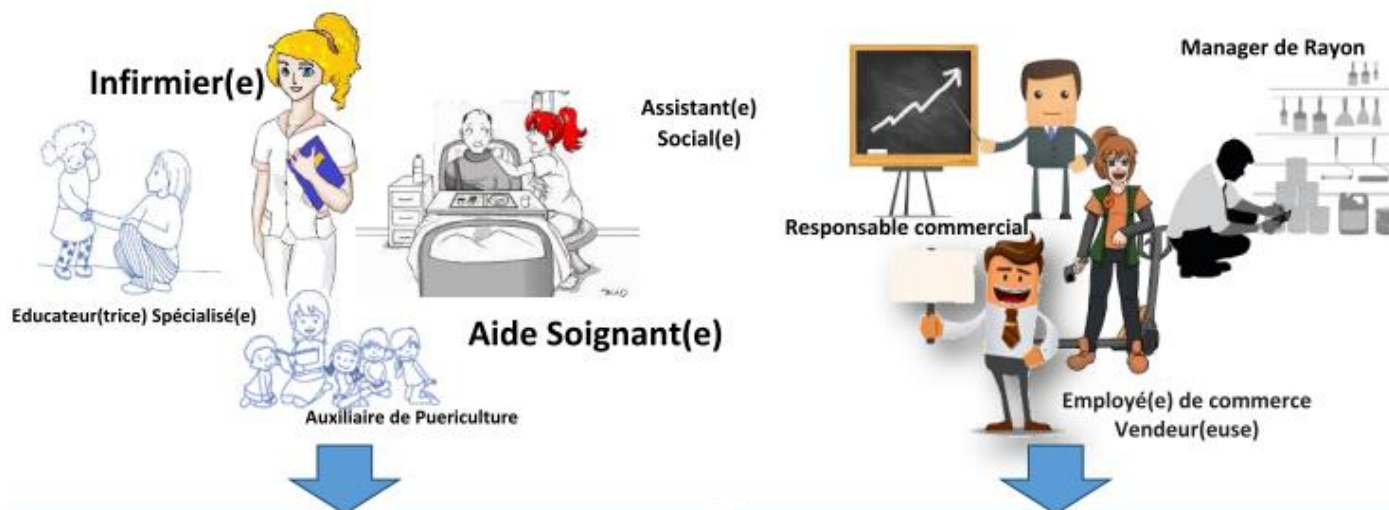 Infirmier(e)
Assistant(e)
Social(e)
Educateur(trice) Spécialisé(e)
Aide Soignant(e)
Auxiliaire de Puericulture
Manager de Rayon
Responsable commercial
Employé(e) de commerce
Vendeur(euse)